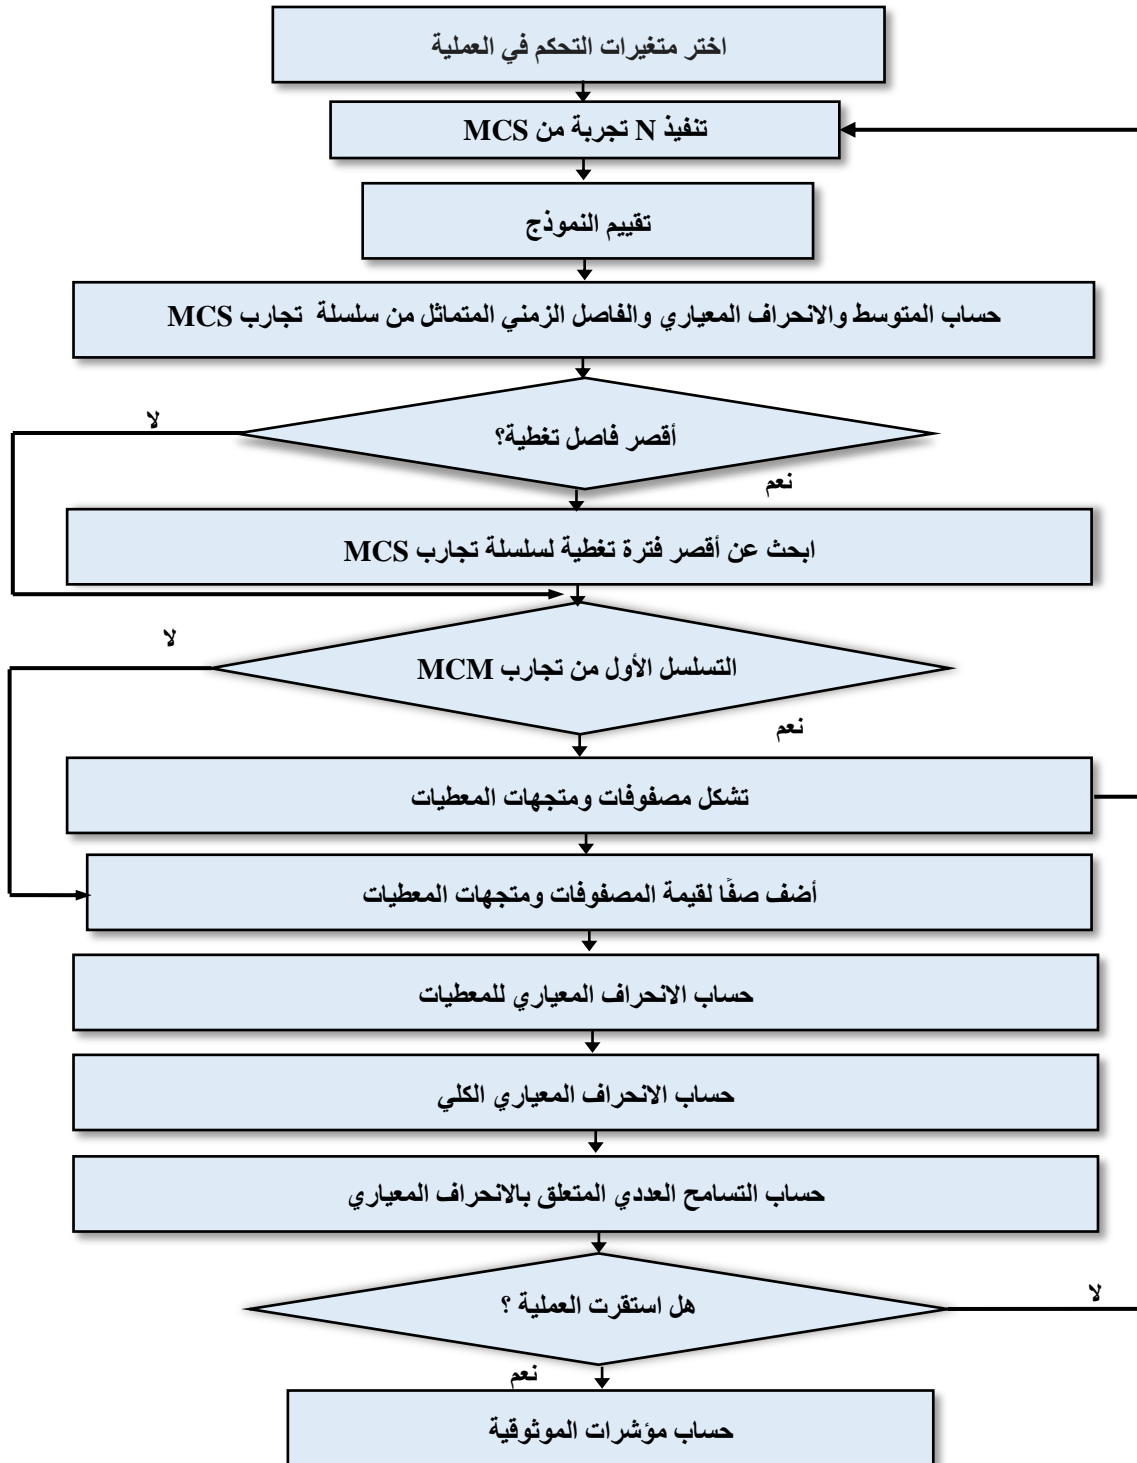 اختر متغيرات التحكم في العملية
تنفيذ N تجربة من MCS
تقييم النموذج
حساب المتوسط والانحراف المعياري والفاصل الزمني المتماثل من سلسلة تجارب MCS
أقصر فاصل تغطية؟
لا
نعم
ابحث عن أقصر فترة تغطية لسلسلة تجارب MCS
لا
التسلسل الأول من تجارب MCM
نعم
تشكل مصفوفات ومتجهات المعطيات
أضف صفًا لقيمة المصفوفات ومتجهات المعطيات
حساب الانحراف المعياري للمعطيات
حساب الانحراف المعياري الكلي
حساب التسامح العددي المتعلق بالانحراف المعياري
هل استقرت العملية ؟
لا
نعم
حساب مؤشرات الموثوقية